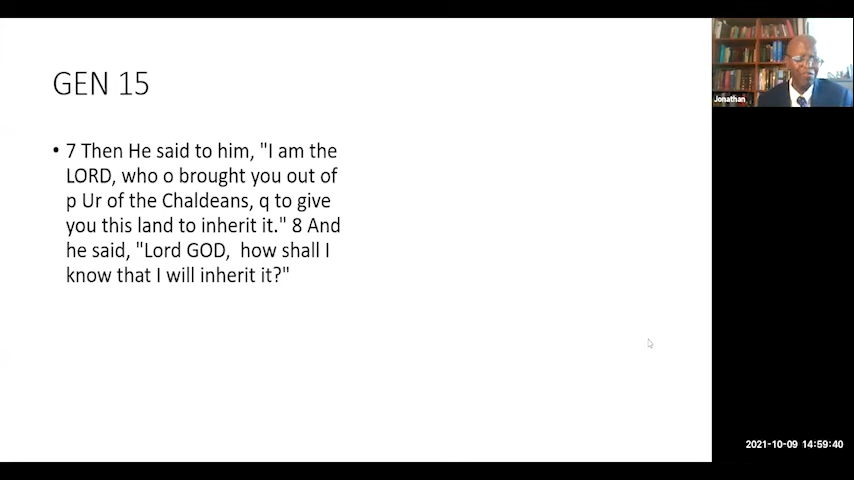 GEN 15
• 7 Then He said to him, "I am the
LORD, who o brought you out of
p Ur of the Chaldeans, q to give
you this land to inherit it." 8 And
he said, "Lord GOD,  how shall I
know that I will inherit it?"
Jonathan
2021-10-09 14:59:40